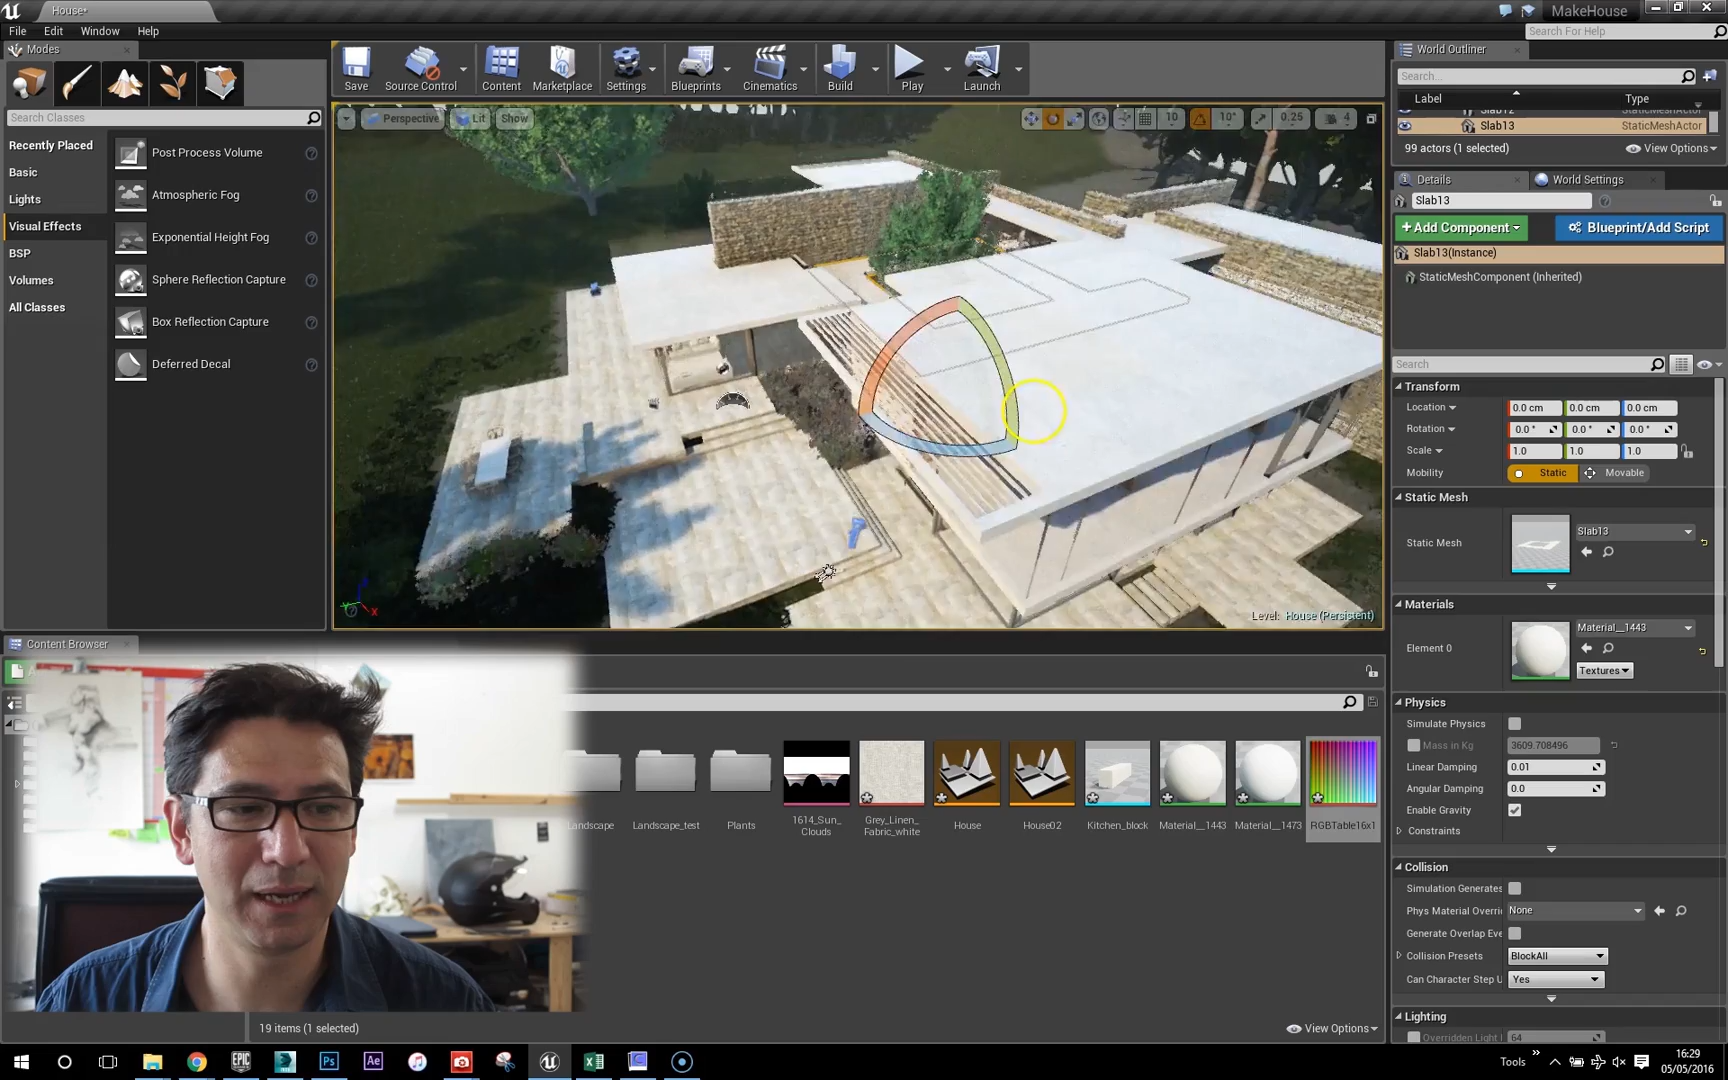 House*
MakeHouse
File Edit Window Help
Search For Help
Modes
Save
Source Control
Content
Marketplace
Settings
Blueprints
Cinematics
Build
Play
Launch
World Outliner
Search...
Label
Type
Slab12 StaticMeshActor
Slab13 StaticMeshActor
99 actors (1 selected)
View Options
Search Classes
Recently Placed
Basic
Lights
Visual Effects
BSP
Volumes
All Classes
Post Process Volume
Atmospheric Fog
Exponential Height Fog
Sphere Reflection Capture
Box Reflection Capture
Deferred Decal
Perspective
Lit
Show
10
10°
0.25
4
Level: House (Persistent)
Details
World Settings
Slab13
+Add Component
Blueprint/Add Script
Slab13(Instance)
StaticMeshComponent (Inherited)
Search
Transform
Location 0.0 cm 0.0 cm 0.0 cm
Rotation 0.0 ° 0.0 ° 0.0 °
Scale 1.0 1.0 1.0
Mobility Static Movable
Static Mesh
Static Mesh Slab13
Materials
Element 0 Material__1443
Textures
Physics
Simulate Physics
Mass in Kg 3609.708496
Linear Damping 0.01
Angular Damping 0.0
Enable Gravity
Constraints
Collision
Simulation Generates
Phys Material Overri None
Generate Overlap Eve
Collision Presets BlockAll
Can Character Step U Yes
Lighting
Overridden Light 64
Content Browser
Landscape
Landscape_test
Plants
1614_Sun_
Clouds
Grey_Linen_
Fabric_white
House
House02
Kitchen_block
Material__1443
Material__1473
RGBTable16x1
19 items (1 selected)
View Options
EPIC
Ps
Ae
Tools
16:29
05/05/2016